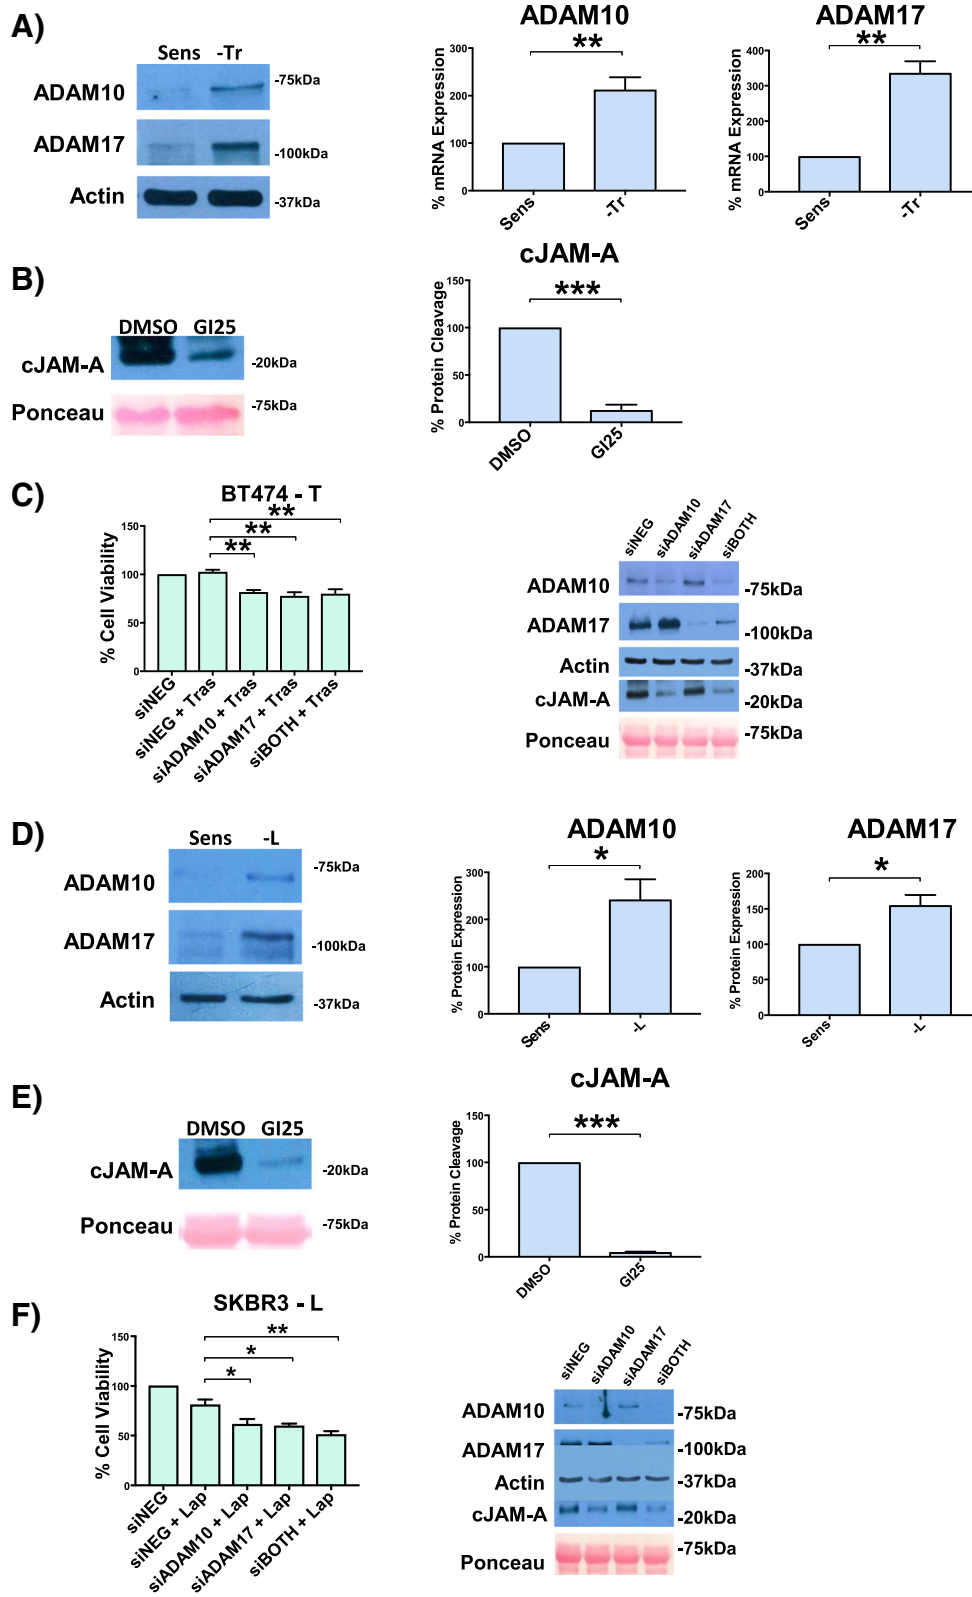 A)
Sens -Tr
ADAM10
-75kDa
ADAM17
-100kDa
Actin
-37kDa
ADAM10
% mRNA Expression
300
200
100
0
**
Sens
-Tr
ADAM17
% mRNA Expression
400
300
200
100
0
**
Sens
-Tr
B)
DMSO GI25
cJAM-A
-20kDa
Ponceau
-75kDa
cJAM-A
% Protein Cleavage
150
100
50
0
***
DMSO
GI25
C)
BT474 - T
% Cell Viability
150
100
50
0
**
**
**
siNEG
siNEG + Tras
siADAM10 + Tras
siADAM17 + Tras
siBOTH + Tras
siNEG
siADAM10
siADAM17
siBOTH
ADAM10
-75kDa
ADAM17
-100kDa
Actin
-37kDa
cJAM-A
-20kDa
Ponceau
-75kDa
D)
Sens -L
ADAM10
-75kDa
ADAM17
-100kDa
Actin
-37kDa
ADAM10
% Protein Expression
300
200
100
0
*
Sens
-L
ADAM17
% Protein Expression
200
150
100
50
0
*
Sens
-L
E)
DMSO GI25
cJAM-A
-20kDa
Ponceau
-75kDa
cJAM-A
% Protein Cleavage
150
100
50
0
***
DMSO
GI25
F)
SKBR3 - L
% Cell Viability
150
100
50
0
**
*
*
siNEG
siNEG + Lap
siADAM10 + Lap
siADAM17 + Lap
siBOTH + Lap
siNEG
siADAM10
siADAM17
siBOTH
ADAM10
-75kDa
ADAM17
-100kDa
Actin
-37kDa
cJAM-A
-20kDa
Ponceau
-75kDa